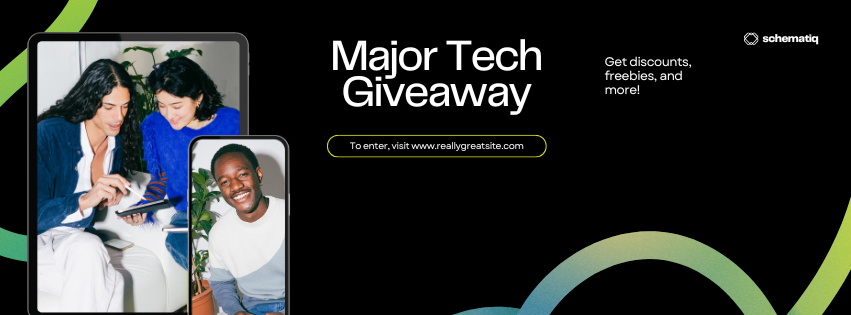 Major Tech
Giveaway
To enter, visit www.reallygreatsite.com
Get discounts,
freebies, and
more!
schematiq